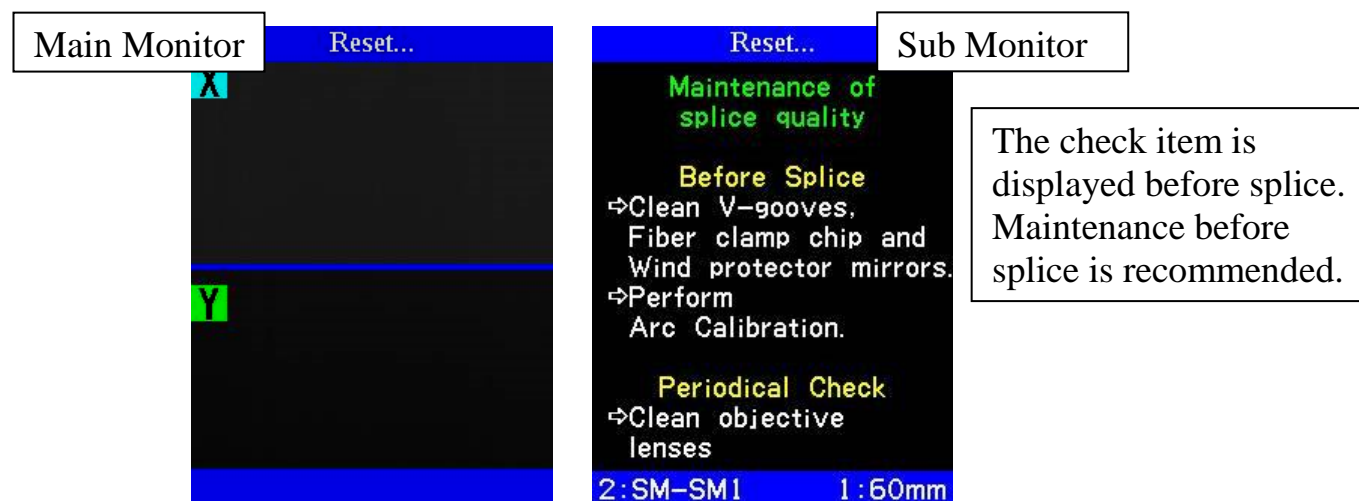 Main Monitor
Reset...
X
Y
Reset...
Sub Monitor
Maintenance of
splice quality
Before Splice
⇨Clean V-gooves,
Fiber clamp chip and
Wind protector mirrors.
⇨Perform
Arc Calibration.
Periodical Check
⇨Clean objective
lenses
2:SM-SM1 1:60mm
The check item is
displayed before splice.
Maintenance before
splice is recommended.